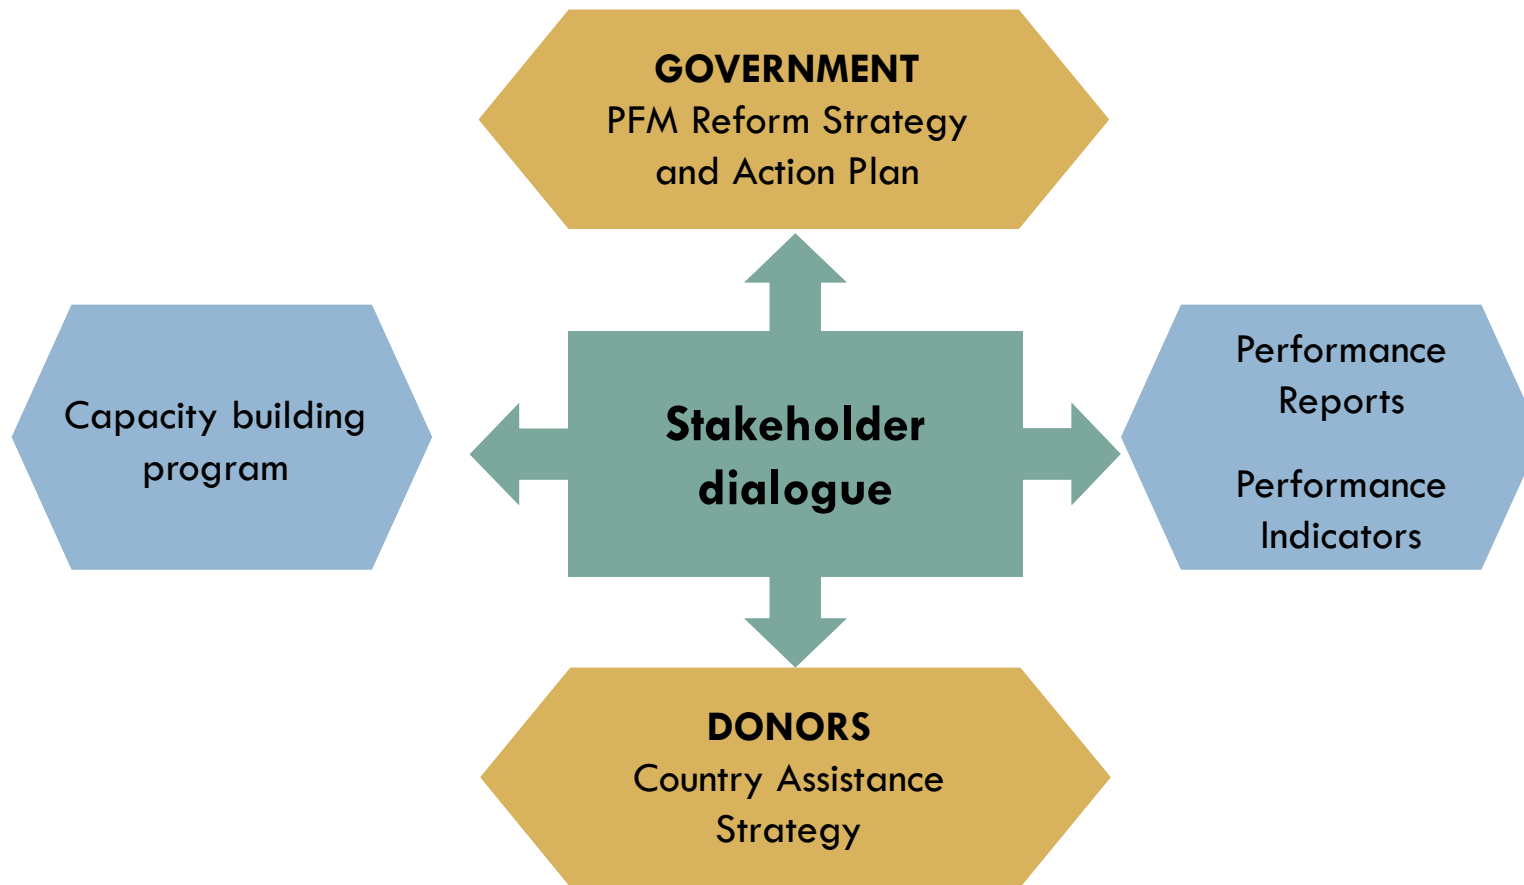 GOVERNMENT
PFM Reform Strategy
and Action Plan
Capacity building
program
Stakeholder
dialogue
Performance
Reports
Performance
Indicators
DONORS
Country Assistance
Strategy